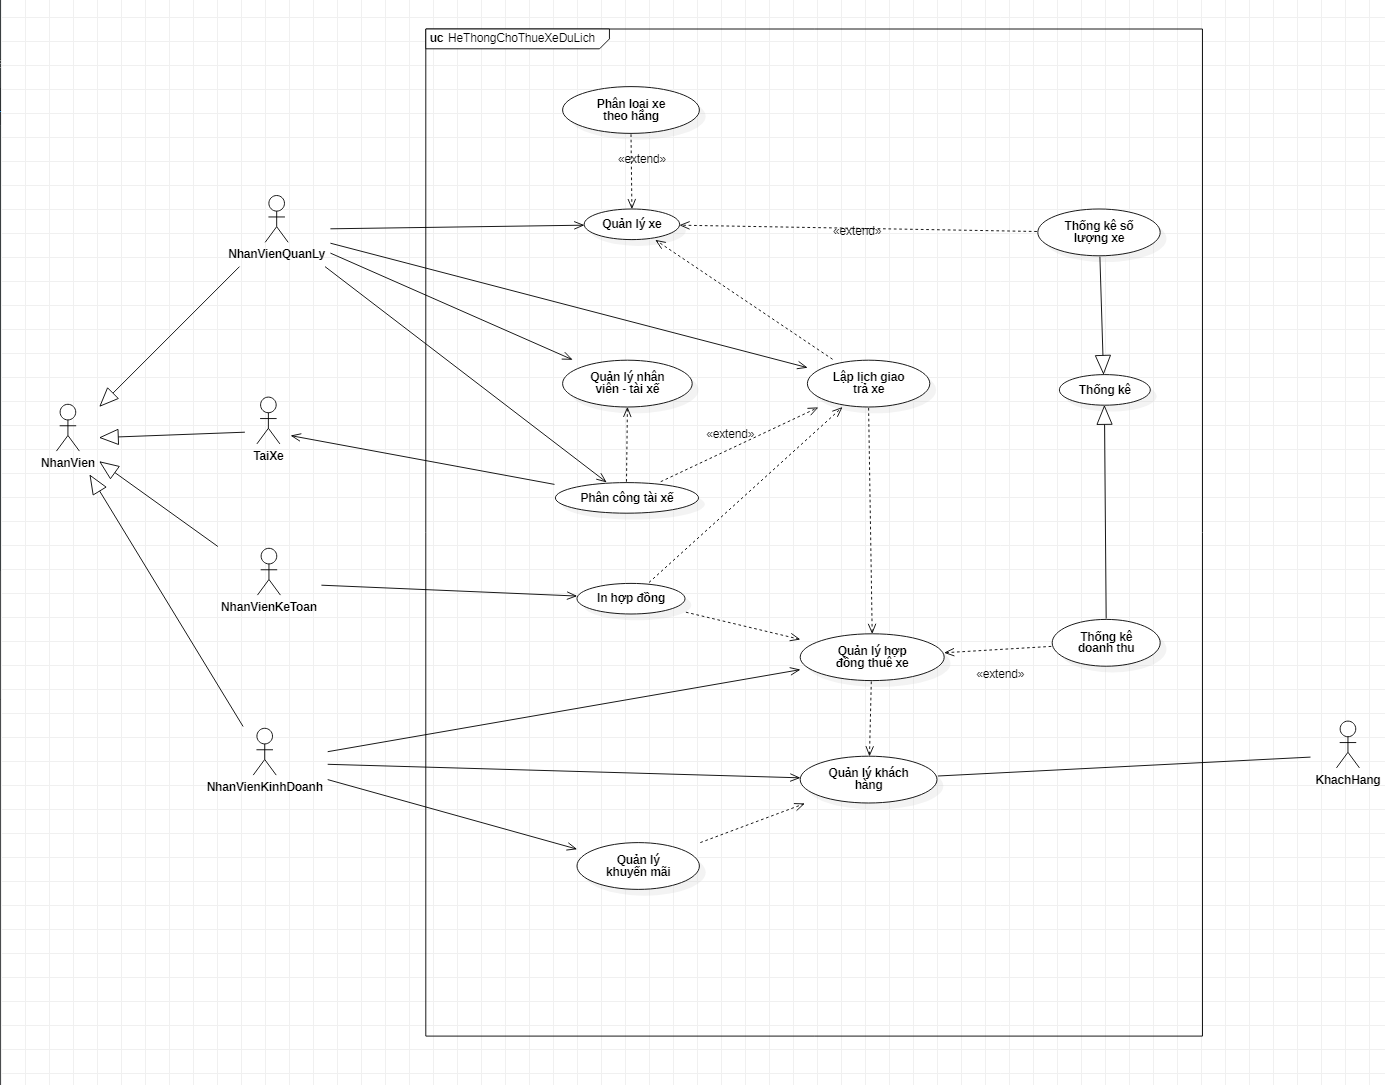 uc HeThongChoThueXeDuLich
Phân loại xe
theo hãng
«extend»
Quản lý xe
«extend»
Thống kê số
lượng xe
NhanVienQuanLy
Quản lý nhân
viên - tài xế
Lập lịch giao
trả xe
Thống kê
NhanVien
TaiXe
«extend»
Phân công tài xế
NhanVienKeToan
In hợp đồng
Quản lý hợp
đồng thuê xe
Thống kê
doanh thu
«extend»
NhanVienKinhDoanh
Quản lý khách
hàng
KhachHang
Quản lý
khuyến mãi